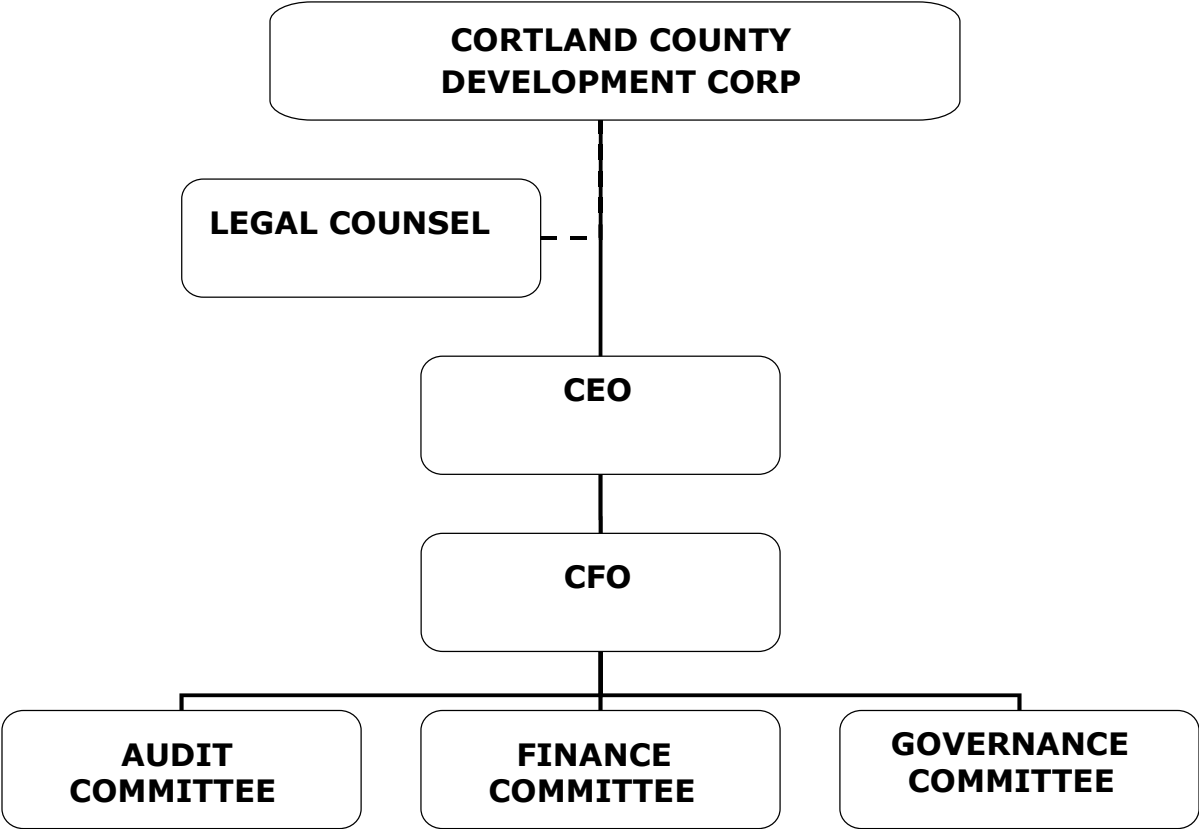 CORTLAND COUNTY
DEVELOPMENT CORP
LEGAL COUNSEL
CEO
CFO
AUDIT
COMMITTEE
FINANCE
COMMITTEE
GOVERNANCE
COMMITTEE